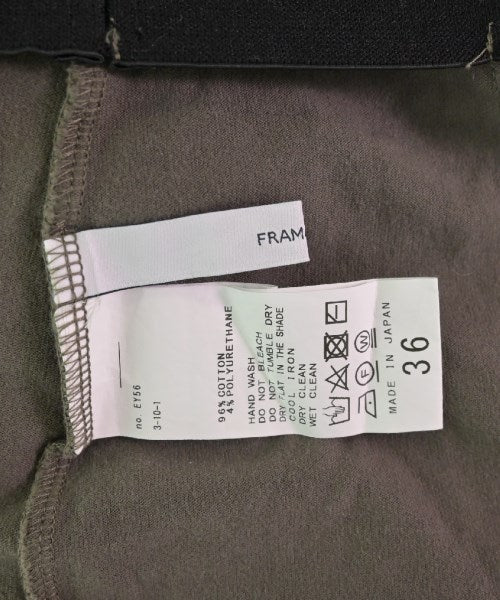 FRAM
no. EY56
3-10-1
96% COTTON
4% POLYURETHANE
HAND WASH
DO NOT BLEACH
DO NOT TUMBLE DRY
DRY FLAT IN THE SHADE
COOL IRON
DRY CLEAN
WET CLEAN
F
W
MADE IN JAPAN
36